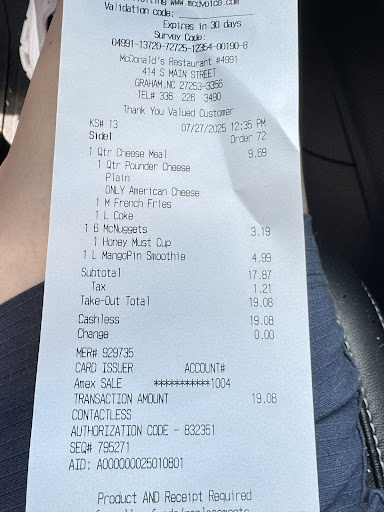 visiting www.mcdvoice.com
Validation code:
Expires in 30 days
Survey Code:
04991-13720-72725-12354-00190-8
McDonald's Restaurant #4991
414 S MAIN STREET
GRAHAM,NC 27253-3356
TEL# 336 226 3490
Thank You Valued Customer
KS# 13 07/27/2025 12:35 PM
Side1 Order 72
1 Qtr Cheese Meal 9.69
1 Qtr Pounder Cheese
Plain
ONLY American Cheese
1 M French Fries
1 L Coke
1 6 McNuggets 3.19
1 Honey Must Cup
1 L MangoPin Smoothie 4.99
Subtotal 17.87
Tax 1.21
Take-Out Total 19.08
Cashless 19.08
Change 0.00
MER# 929735
CARD ISSUER ACCOUNT#
Amex SALE ***********1004
TRANSACTION AMOUNT 19.08
CONTACTLESS
AUTHORIZATION CODE - 832351
SEQ# 795271
AID: A000000025010801
Product AND Receipt Required